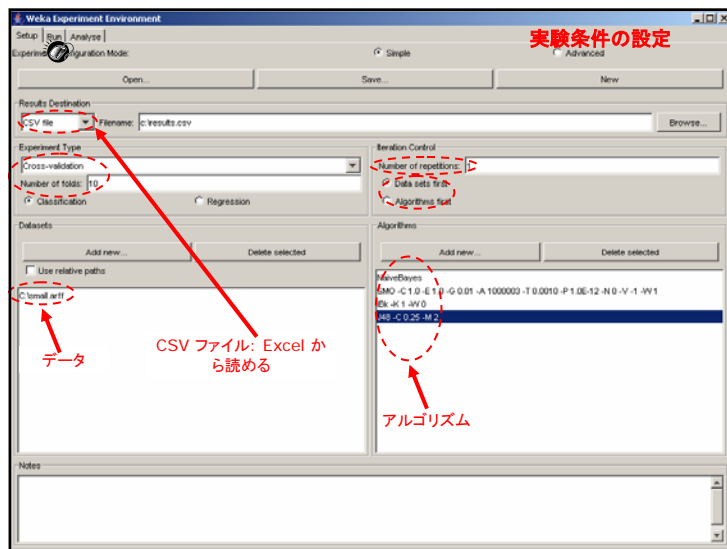 Weka Experiment Environment
Setup Run Analyse
Experiment Configuration Mode: Simple Advanced
実験条件の設定
Open... Save... New
Results Destination
CSV file Filename: c:\results.csv Browse...
Experiment Type
Cross-validation
Number of folds: 10
Classification Regression
Iteration Control
Number of repetitions: 1
Data sets first
Algorithms first
Datasets
Add new... Delete selected
Use relative paths
C:\small.arff
データ
CSV ファイル: Excel か
ら読める
Algorithms
Add new... Delete selected
NaiveBayes
SMO -C 1.0 -E 1.0 -G 0.01 -A 1000003 -T 0.0010 -P 1.0E-12 -N 0 -V -1 -W 1
IBk -K 1 -W 0
J48 -C 0.25 -M 2
アルゴリズム
Notes